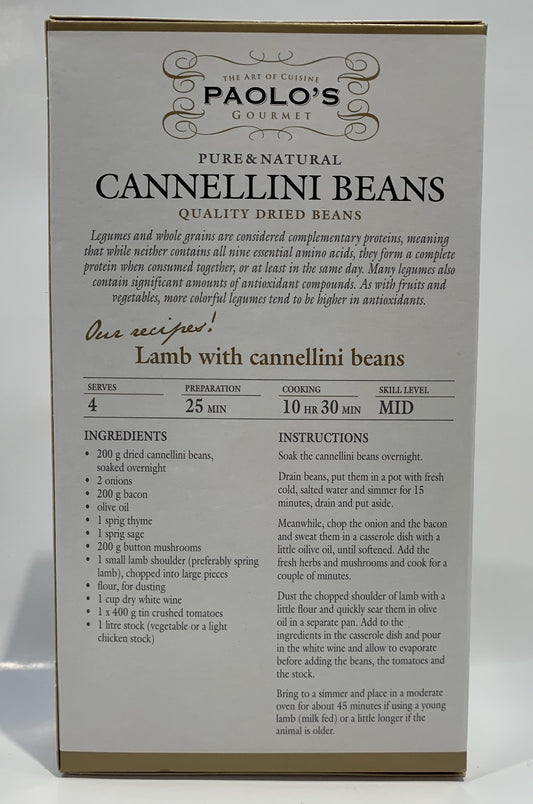 THE ART OF CUISINE
PAOLO'S
GOURMET
PURE & NATURAL
CANNELLINI BEANS
QUALITY DRIED BEANS
Legumes and whole grains are considered complementary proteins, meaning
that while neither contains all nine essential amino acids, they form a complete
protein when consumed together, or at least in the same day. Many legumes also
contain significant amounts of antioxidant compounds. As with fruits and
vegetables, more colorful legumes tend to be higher in antioxidants.
Our recipes!
Lamb with cannellini beans
SERVES
4
PREPARATION
25 MIN
COOKING
10 HR 30 MIN
SKILL LEVEL
MID
INGREDIENTS
• 200 g dried cannellini beans,
soaked overnight
• 2 onions
• 200 g bacon
• olive oil
• 1 sprig thyme
• 1 sprig sage
• 200 g button mushrooms
• 1 small lamb shoulder (preferably spring
lamb), chopped into large pieces
• flour, for dusting
• 1 cup dry white wine
• 1 x 400 g tin crushed tomatoes
• 1 litre stock (vegetable or a light
chicken stock)
INSTRUCTIONS
Soak the cannellini beans overnight.
Drain beans, put them in a pot with fresh
cold, salted water and simmer for 15
minutes, drain and put aside.
Meanwhile, chop the onion and the bacon
and sweat them in a casserole dish with a
little oilive oil, until softened. Add the
fresh herbs and mushrooms and cook for a
couple of minutes.
Dust the chopped shoulder of lamb with a
little flour and quickly sear them in olive
oil in a separate pan. Add to the
ingredients in the casserole dish and pour
in the white wine and allow to evaporate
before adding the beans, the tomatoes and
the stock.
Bring to a simmer and place in a moderate
oven for about 45 minutes if using a young
lamb (milk fed) or a little longer if the
animal is older.